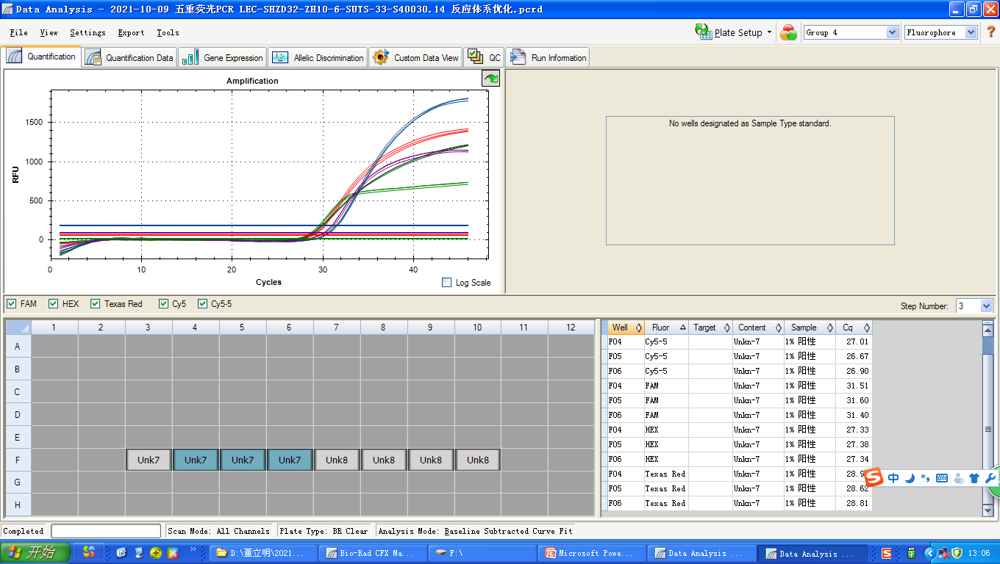 Data Analysis - 2021-10-09 五重荧光PCR LEC-SHZD32-ZH10-6-SUTS-33-S40030.14 反应体系优化.pcrd
File View Settings Export Tools
Plate Setup Group 4 Fluorophore ?
Quantification Quantification Data Gene Expression Allelic Discrimination Custom Data View QC Run Information
Amplification
1500
1000
500
0
RFU
0 10 20 30 40
Cycles
Log Scale
No wells designated as Sample Type standard.
FAM HEX Texas Red Cy5 Cy5-5
Step Number: 3
1 2 3 4 5 6 7 8 9 10 11 12
A
B
C
D
E
F Unk7 Unk7 Unk7 Unk7 Unk8 Unk8 Unk8 Unk8
G
H
Well Fluor Target Content Sample Cq
F04 Cy5-5 Unkn-7 1% 阳性 27.01
F05 Cy5-5 Unkn-7 1% 阳性 26.67
F06 Cy5-5 Unkn-7 1% 阳性 26.90
F04 FAM Unkn-7 1% 阳性 31.51
F05 FAM Unkn-7 1% 阳性 31.60
F06 FAM Unkn-7 1% 阳性 31.40
F04 HEX Unkn-7 1% 阳性 27.33
F05 HEX Unkn-7 1% 阳性 27.38
F06 HEX Unkn-7 1% 阳性 27.34
F04 Texas Red Unkn-7 1% 阳性
F05 Texas Red Unkn-7 1% 阳性 28.62
F06 Texas Red Unkn-7 1% 阳性 28.81
S 中
Completed Scan Mode: All Channels Plate Type: BR Clear Analysis Mode: Baseline Subtracted Curve Fit
开始 D:\董立明\2021... Bio-Rad CFX Ma... F:\ Microsoft Powe... Data Analysis ... Data Analysis ... S 13:06